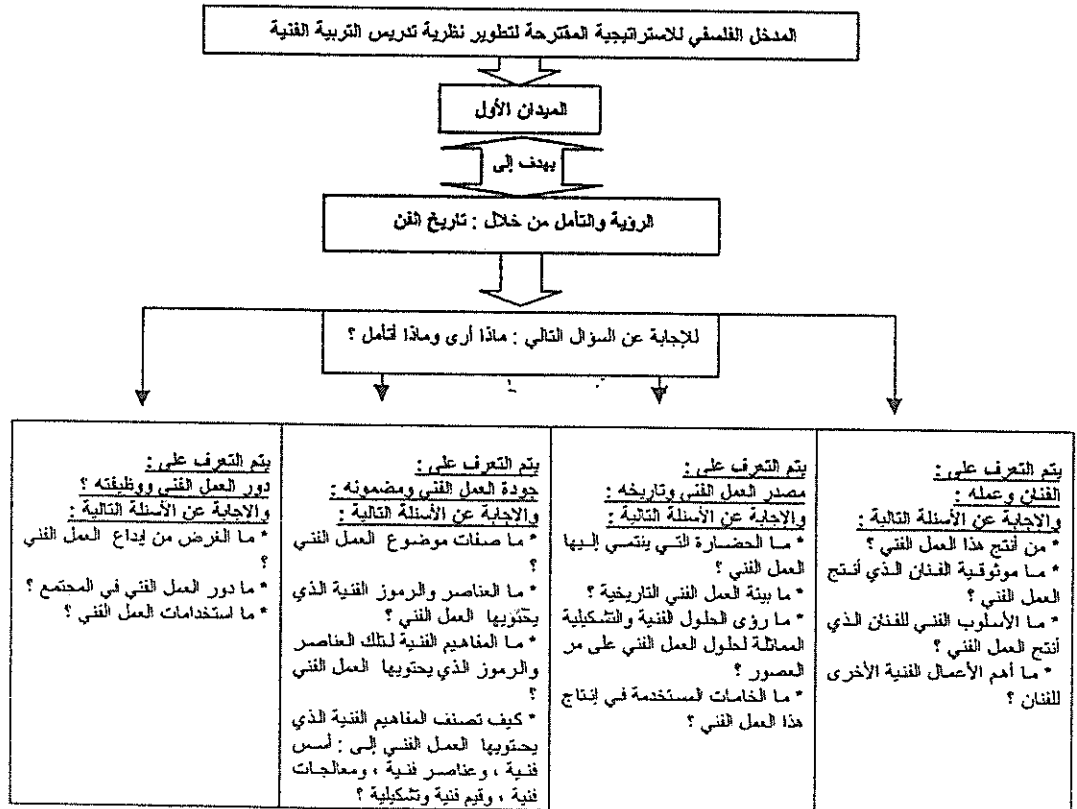 المدخل الفلسفي للاستراتيجية المقترحة لتطوير نظرية تدريس التربية الفنية
الميدان الأول
يهدف إلى
الرؤية والتأمل من خلال : تاريخ الفن
للإجابة عن السؤال التالي : ماذا أرى وماذا أتأمل ؟
يتم التعرف على :
الفنان وعمله :
والإجابة عن الأسئلة التالية :
* من أنتج هذا العمل الفني ؟
* ما موثوقية الفنان الذي أنتج
العمل الفني ؟
* ما الأسلوب الفني للفنان الذي
أنتج العمل الفني ؟
* ما أهم الأعمال الفنية الأخرى
للفنان ؟
يتم التعرف على :
مصدر العمل الفني وتاريخه :
والإجابة عن الأسئلة التالية :
* ما الحضارة التي ينتمي إليها
العمل الفني ؟
* ما بيئة العمل الفني التاريخية ؟
* ما رؤى الحلول الفنية والتشكيلية
المماثلة لحلول العمل الفني على مر
العصور ؟
* ما الخامات المستخدمة في إنتاج
هذا العمل الفني ؟
يتم التعرف على :
جودة العمل الفني ومضمونه :
والإجابة عن الأسئلة التالية :
* ما صفات موضوع العمل الفني
؟
* ما العناصر والرموز الفنية الذي
يحتويها العمل الفني ؟
* ما المفاهيم الفنية لتلك العناصر
والرموز الذي يحتويها العمل الفني
؟
* كيف تصنف المفاهيم الفنية الذي
يحتويها العمل الفني إلى : أسس
فنية ، وعناصر فنية ، ومعالجات
فنية ، وقيم فنية وتشكيلية ؟
يتم التعرف على :
دور العمل الفني ووظيفته ؟
والإجابة عن الأسئلة التالية :
* ما الغرض من إبداع العمل الفني
؟
* ما دور العمل الفني في المجتمع ؟
* ما استخدامات العمل الفني ؟